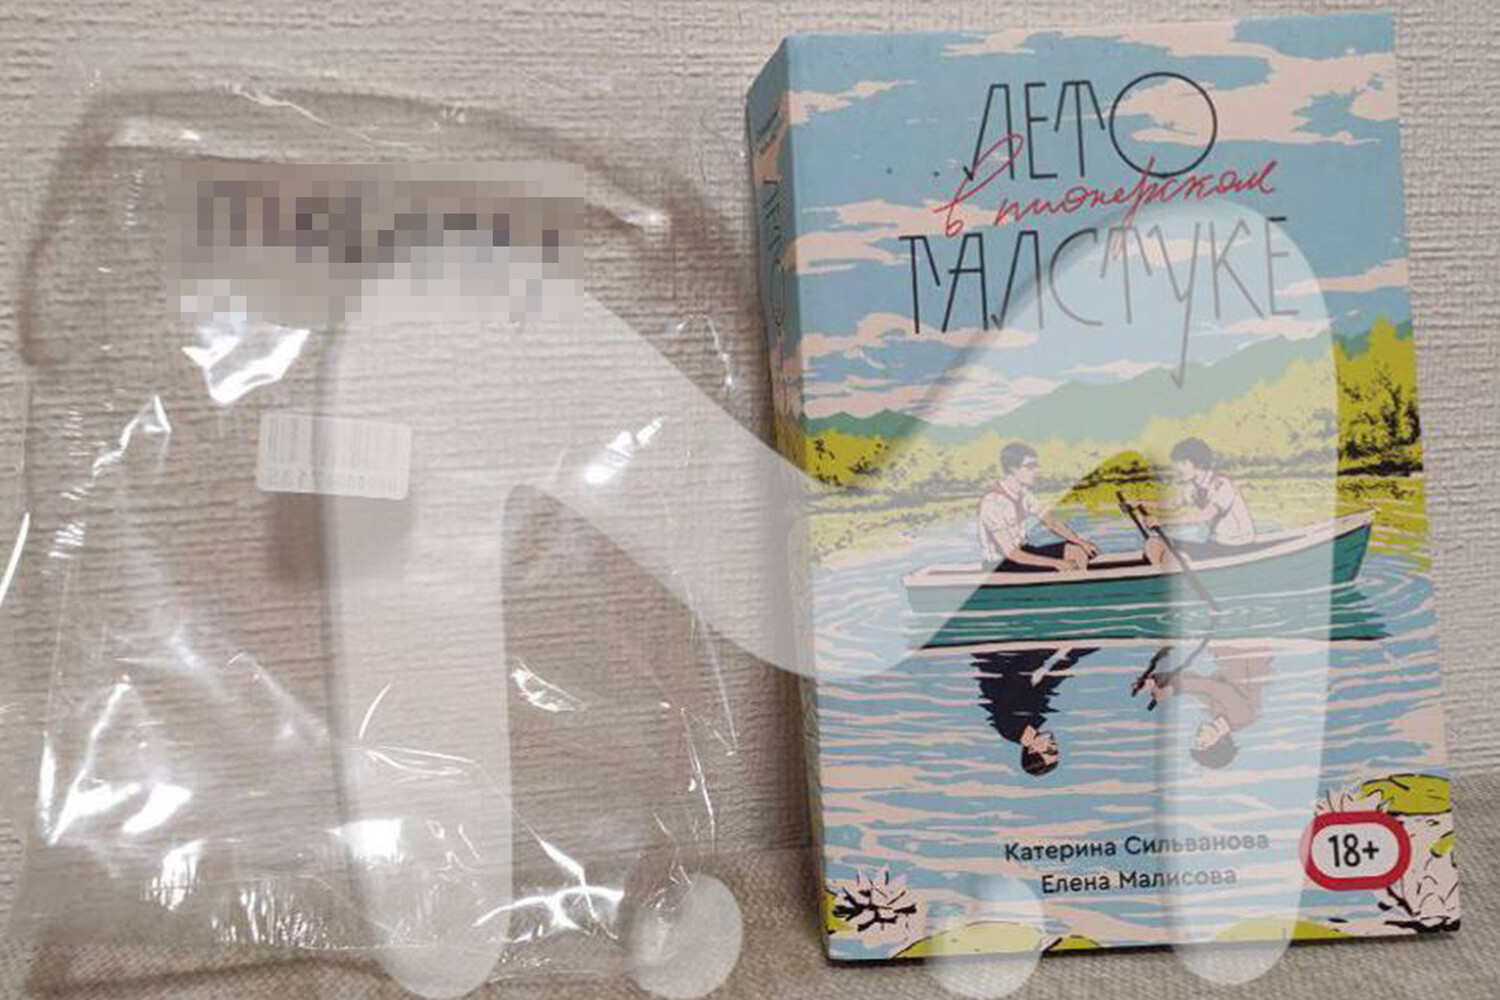 ЛЕТО
в пионерском
ГАЛСТУКЕ
Катерина Сильванова
Елена Малисова
18+